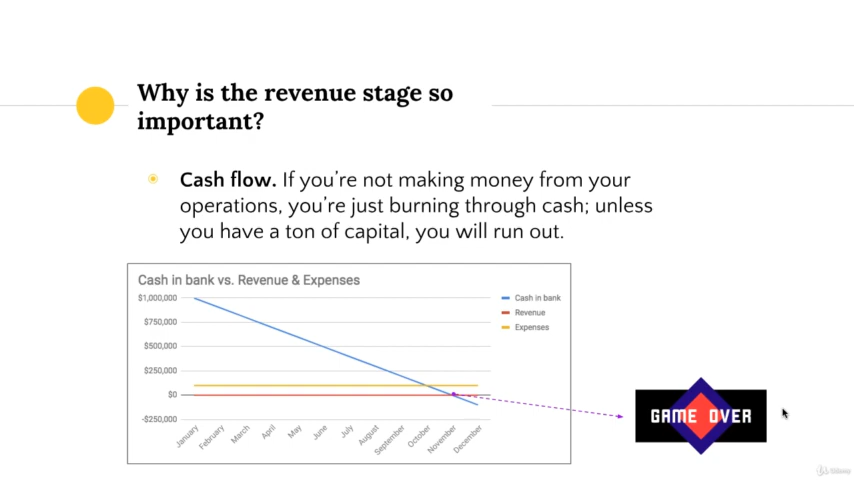 Why is the revenue stage so
important?
Cash flow. If you're not making money from your
operations, you're just burning through cash; unless
you have a ton of capital, you will run out.
Cash in bank vs. Revenue & Expenses
$1,000,000
$750,000
$500,000
$250,000
$0
-$250,000
Cash in bank
Revenue
Expenses
January
February
March
April
May
June
July
August
September
October
November
December
GAME OVER
Udemy